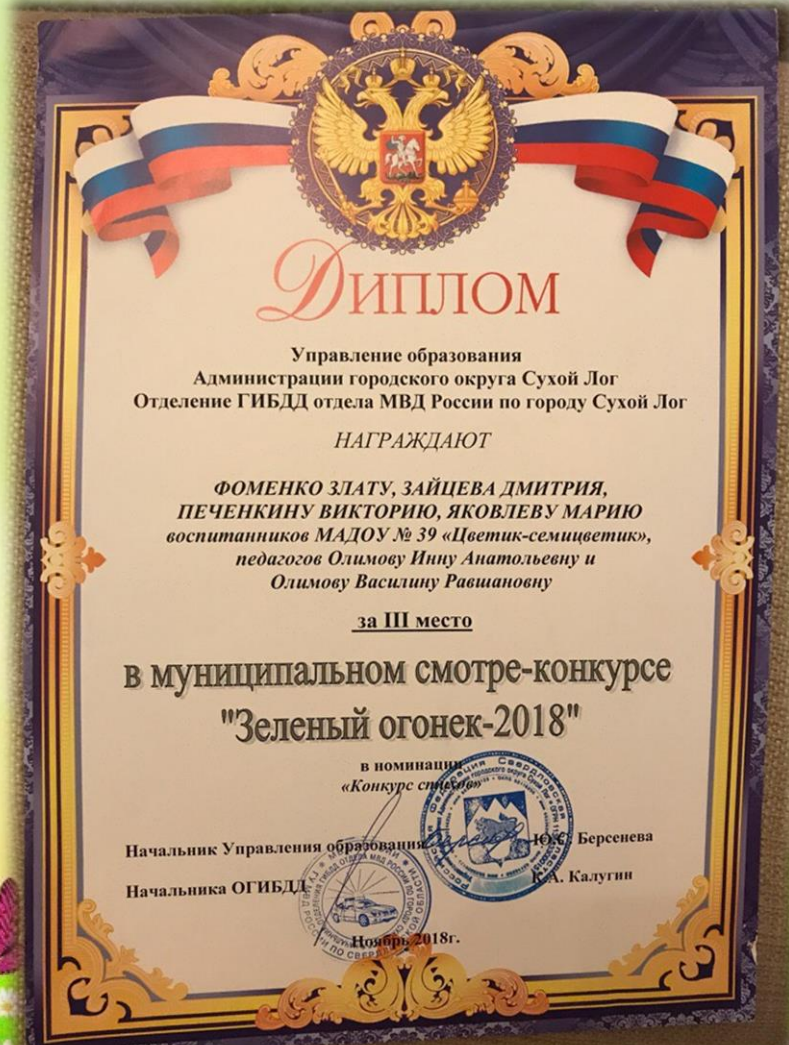 Диплом
Управление образования
Администрации городского округа Сухой Лог
Отделение ГИБДД отдела МВД России по городу Сухой Лог
НАГРАЖДАЮТ
ФОМЕНКО ЗЛАТУ, ЗАЙЦЕВА ДМИТРИЯ,
ПЕЧЕНКИНУ ВИКТОРИЮ, ЯКОВЛЕВУ МАРИЮ
воспитанников МАДОУ № 39 «Цветик-семицветик»,
педагогов Олимову Инну Анатольевну и
Олимову Василину Равшановну
за III место
в муниципальном смотре-конкурсе
"Зеленый огонек-2018"
в номинации
«Конкурс стихов»
Начальник Управления образования Ю.С. Берсенева
Начальника ОГИБДД К.А. Калугин
Ноябрь 2018г.